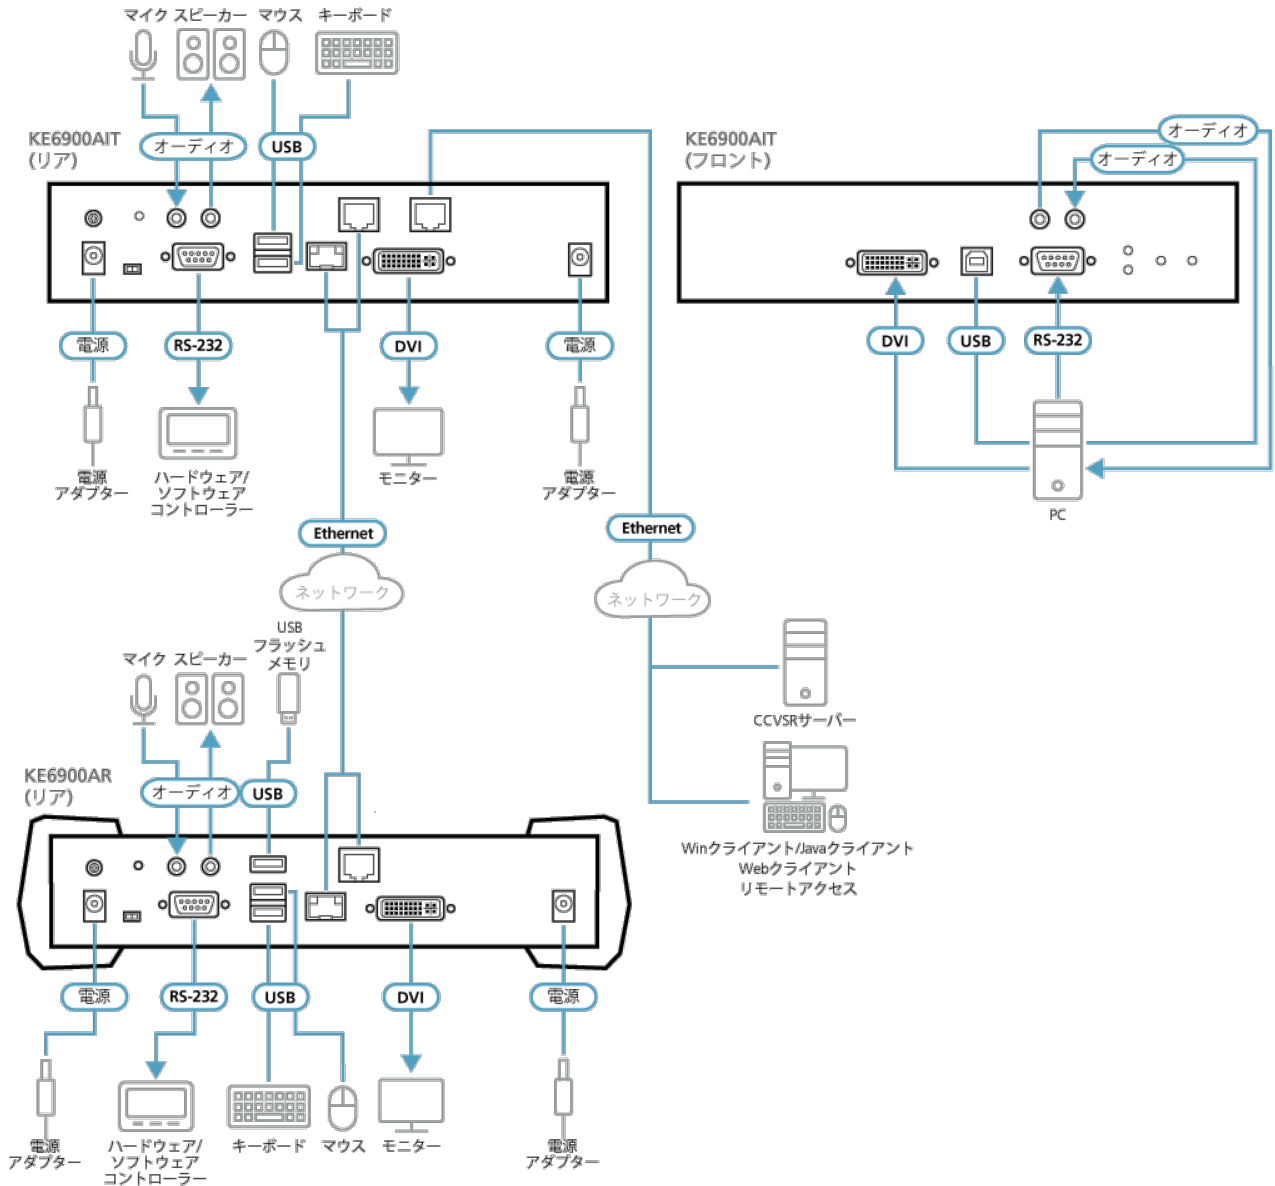 マイク スピーカー マウス キーボード
KE6900AIT
(リア)
オーディオ
USB
電源
RS-232
DVI
電源
電源
アダプター
ハードウェア/
ソフトウェア
コントローラー
モニター
電源
アダプター
KE6900AIT
(フロント)
オーディオ
オーディオ
DVI
USB
RS-232
PC
Ethernet
ネットワーク
Ethernet
ネットワーク
CCVSRサーバー
Winクライアント/Javaクライアント
Webクライアント
リモートアクセス
マイク スピーカー
USB
フラッシュ
メモリ
KE6900AR
(リア)
オーディオ
USB
電源
RS-232
USB
DVI
電源
電源
アダプター
ハードウェア/
ソフトウェア
コントローラー
キーボード
マウス
モニター
電源
アダプター